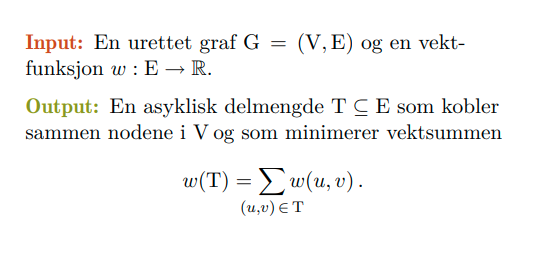 Input: En urettet graf G = (V, E) og en vekt-
funksjon w : E → ℝ.
Output: En asyklisk delmengde T ⊆ E som kobler
sammen nodene i V og som minimerer vektsummen
w(T) = ∑ w(u, v) .
(u,v) ∈ T